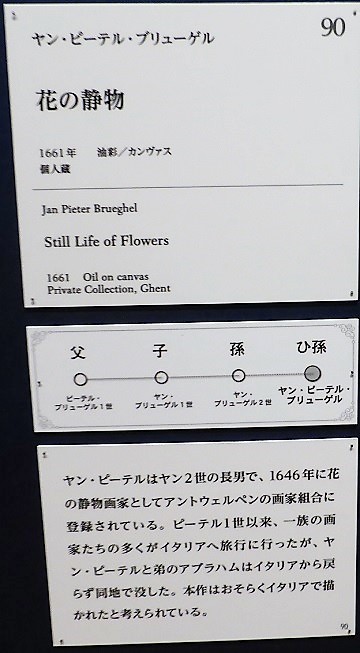 90
ヤン・ピーテル・ブリューゲル
花の静物
1661年　油彩／カンヴァス
個人蔵
Jan Pieter Brueghel
Still Life of Flowers
1661 Oil on canvas
Private Collection, Ghent
父 子 孫 ひ孫
ピーテル・ ヤン・ ヤン・ ヤン・ピーテル・
ブリューゲル1世 ブリューゲル1世 ブリューゲル2世 ブリューゲル
ヤン・ピーテルはヤン2世の長男で、1646年に花
の静物画家としてアントウェルペンの画家組合に
登録されている。ピーテル1世以来、一族の画
家たちの多くがイタリアへ旅行に行ったが、ヤ
ン・ピーテルと弟のアブラハムはイタリアから戻
らず同地で没した。本作はおそらくイタリアで描
かれたと考えられている。
90